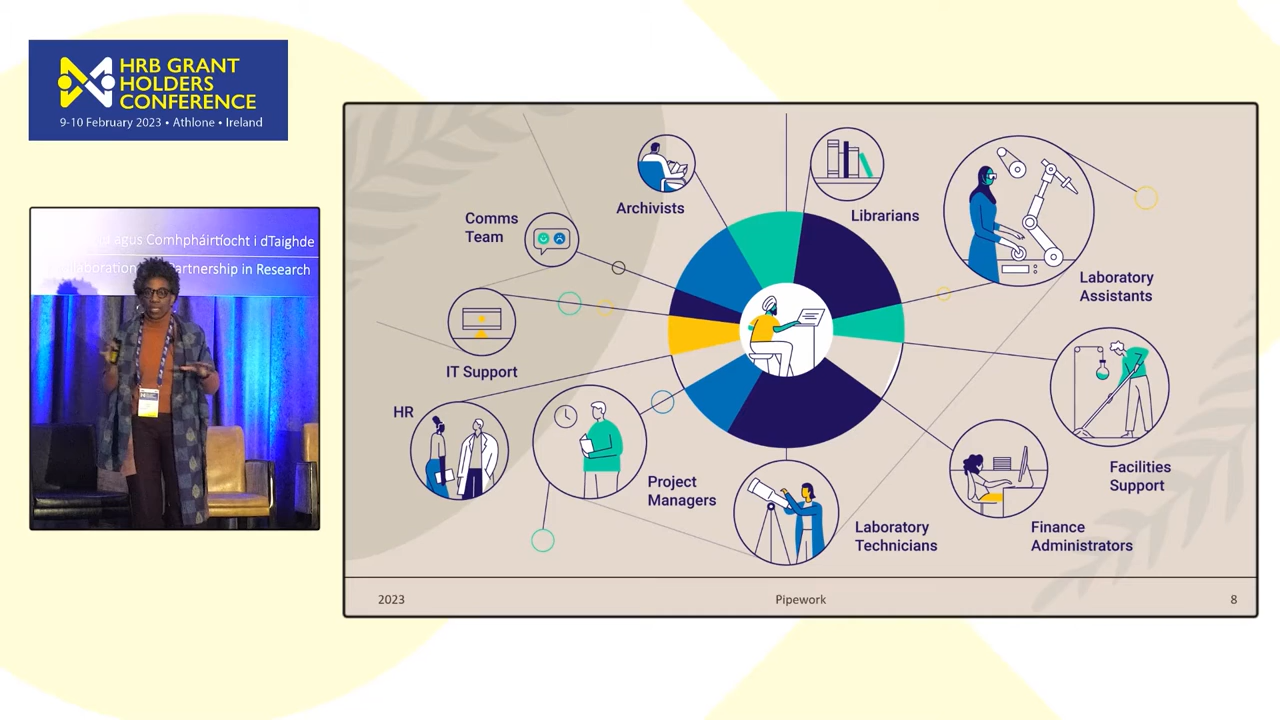 HRB GRANT
HOLDERS
CONFERENCE
9-10 February 2023 • Athlone • Ireland
agus Comhpháirtíocht i dTaighde
artnership in Research
Archivists
Librarians
Comms
Team
Laboratory
Assistants
IT Support
HR
Project
Managers
Facilities
Support
Laboratory
Technicians
Finance
Administrators
2023
Pipework
8